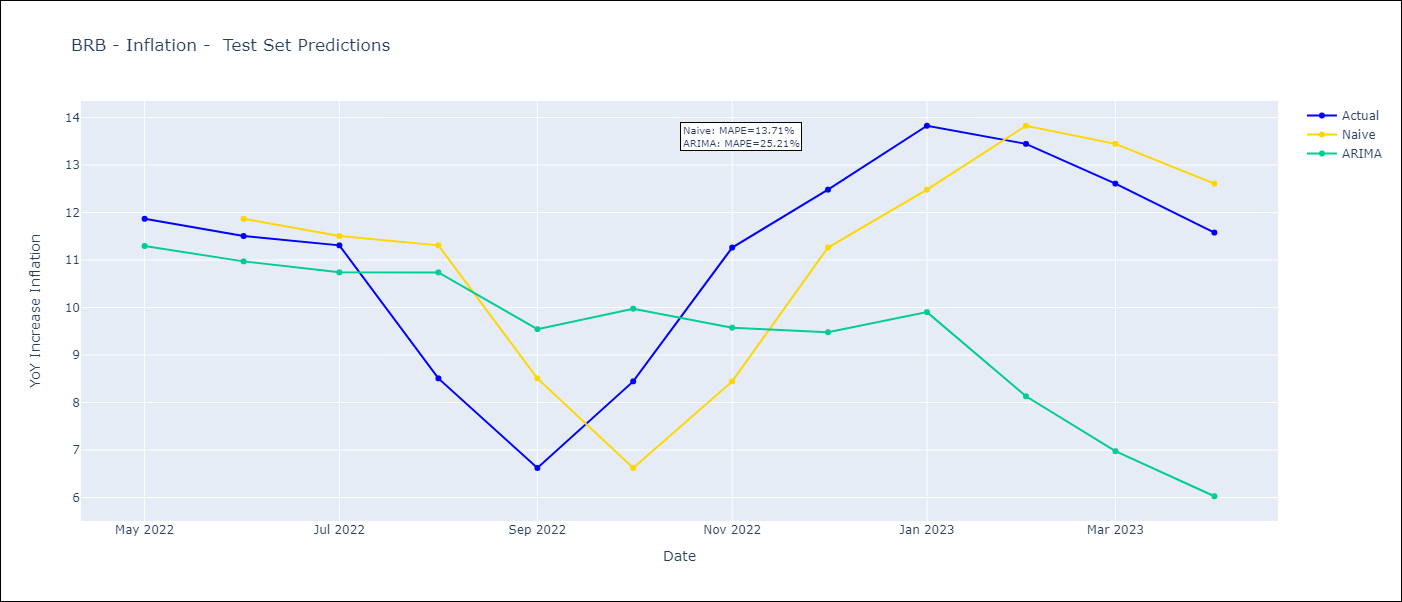 BRB - Inflation -  Test Set Predictions
Actual
Naive
ARIMA
Naive: MAPE=13.71%
ARIMA: MAPE=25.21%
YoY Increase Inflation
14
13
12
11
10
9
8
7
6
May 2022
Jul 2022
Sep 2022
Nov 2022
Jan 2023
Mar 2023
Date